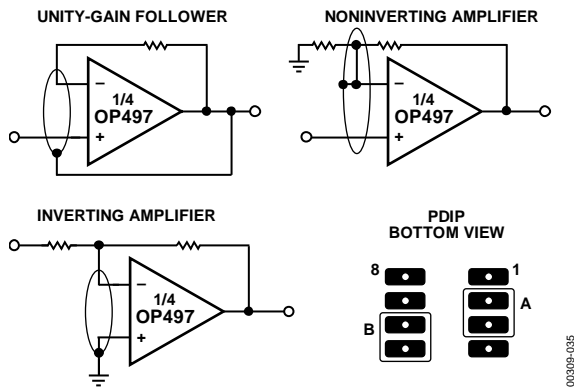 UNITY-GAIN FOLLOWER
−
1/4
OP497
+
NONINVERTING AMPLIFIER
−
1/4
OP497
+
INVERTING AMPLIFIER
−
1/4
OP497
+
PDIP
BOTTOM VIEW
8
1
A
B
00309-035